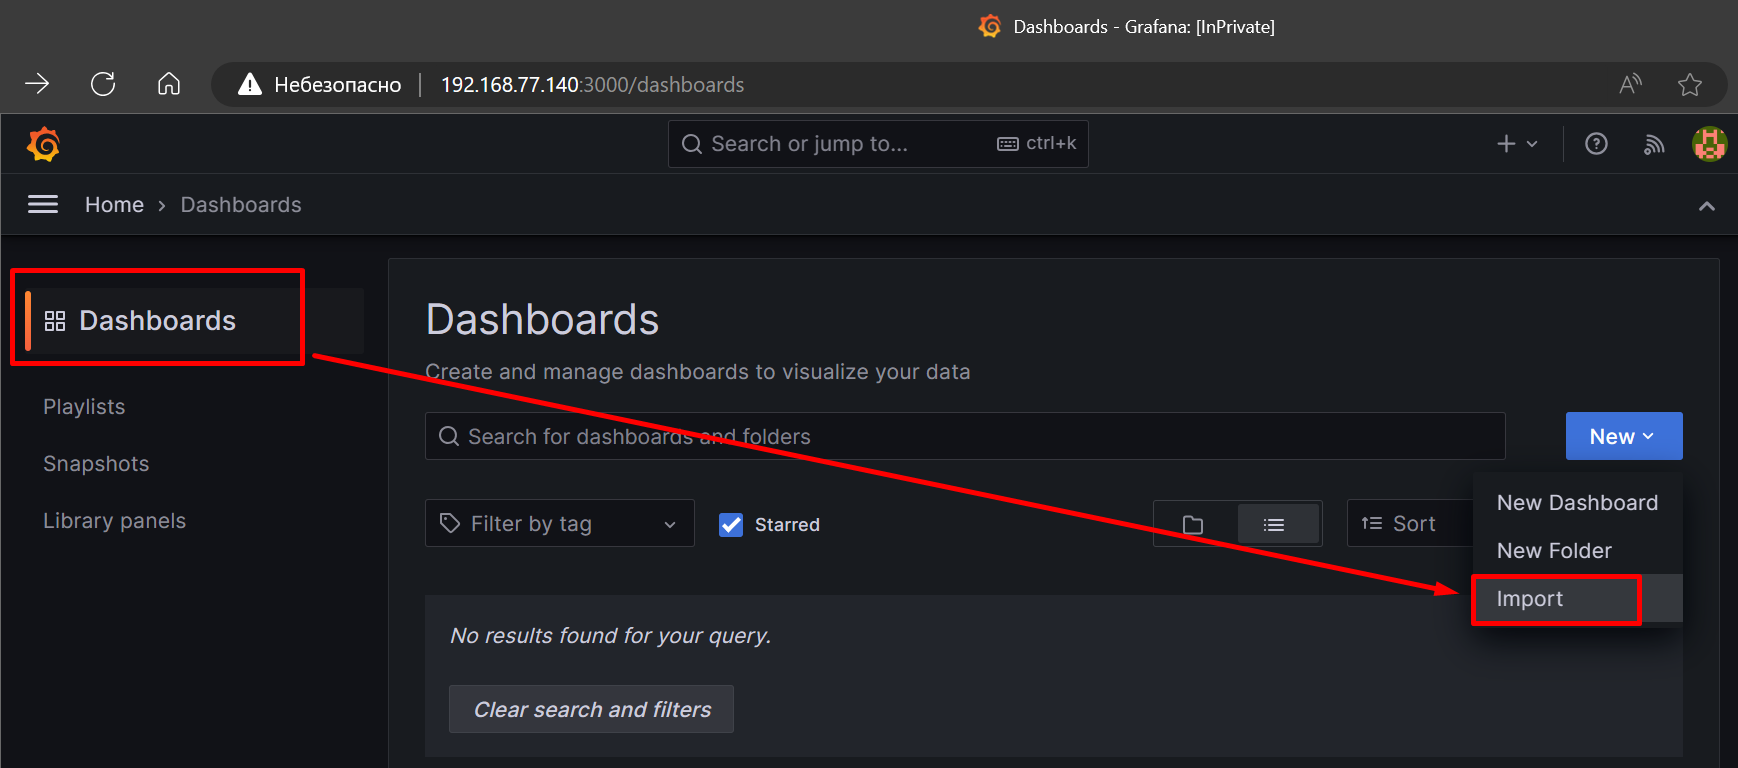 Dashboards - Grafana: [InPrivate]
Небезопасно 192.168.77.140:3000/dashboards
Search or jump to... ctrl+k
Home › Dashboards
Dashboards
Playlists
Snapshots
Library panels
Dashboards
Create and manage dashboards to visualize your data
Search for dashboards and folders
New
New Dashboard
New Folder
Import
Filter by tag
Starred
Sort
No results found for your query.
Clear search and filters